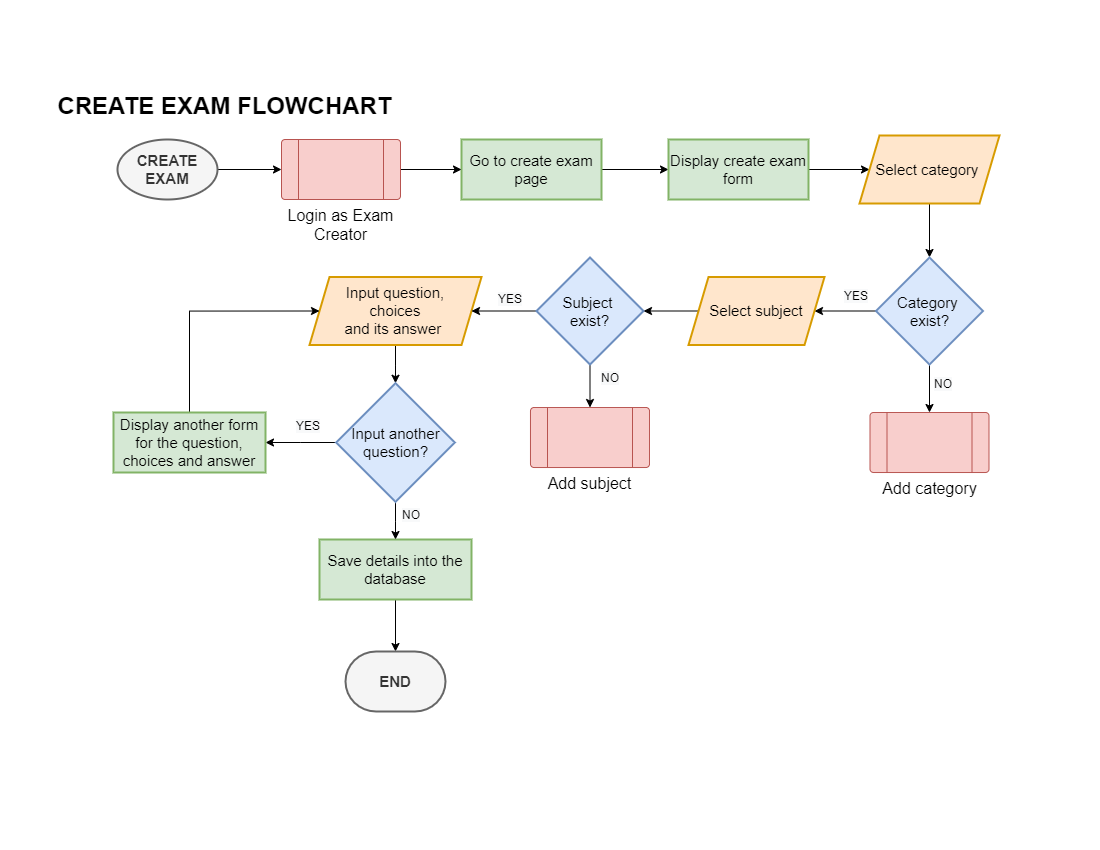 CREATE EXAM FLOWCHART
CREATE
EXAM
Login as Exam
Creator
Go to create exam
page
Display create exam
form
Select category
Category
exist?
YES
NO
Add category
Select subject
Subject
exist?
YES
NO
Add subject
Input question,
choices
and its answer
Input another
question?
YES
Display another form
for the question,
choices and answer
NO
Save details into the
database
END